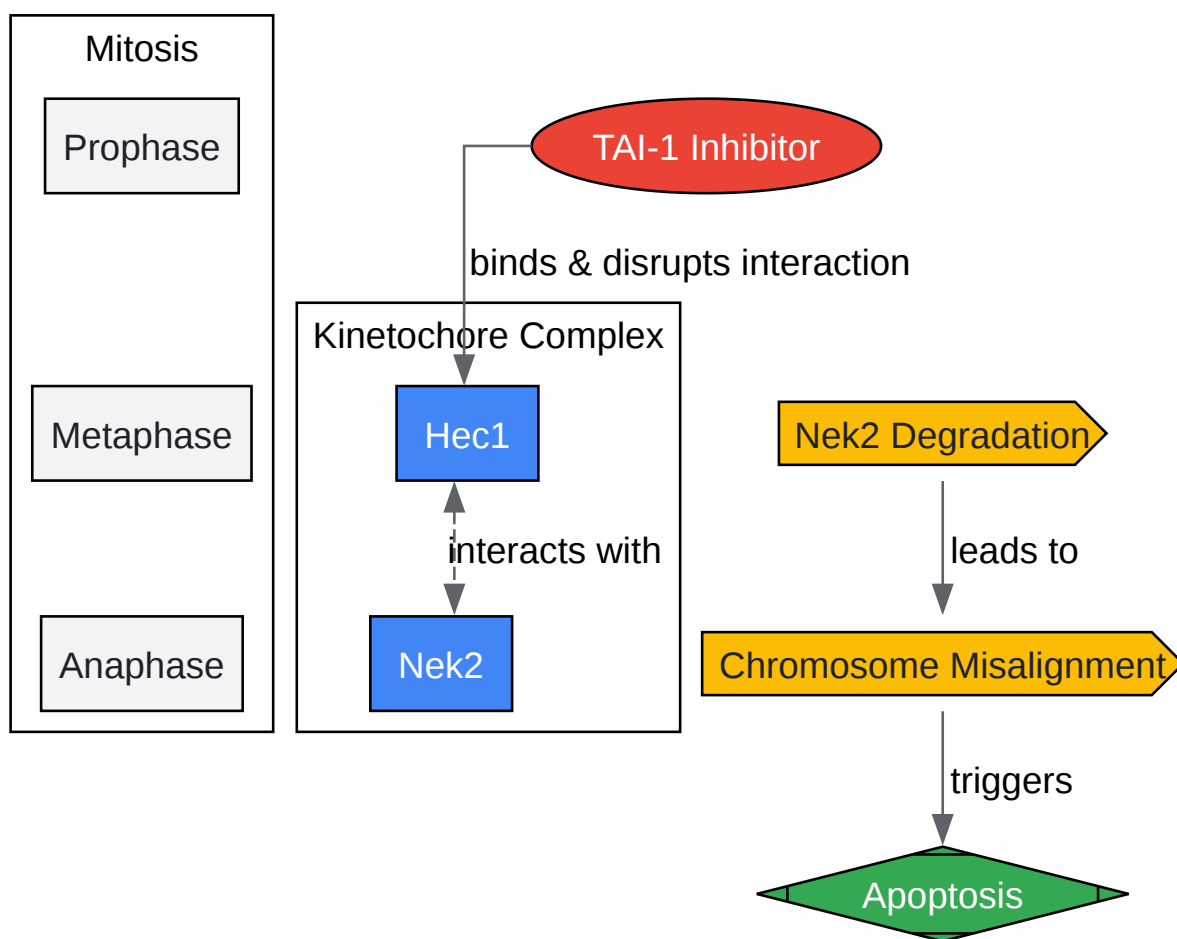 Mitosis
Prophase
TAI-1 Inhibitor
binds & disrupts interaction
Kinetochore Complex
Metaphase
Hec1
Nek2 Degradation
interacts with
leads to
Anaphase
Nek2
Chromosome Misalignment
triggers
Apoptosis